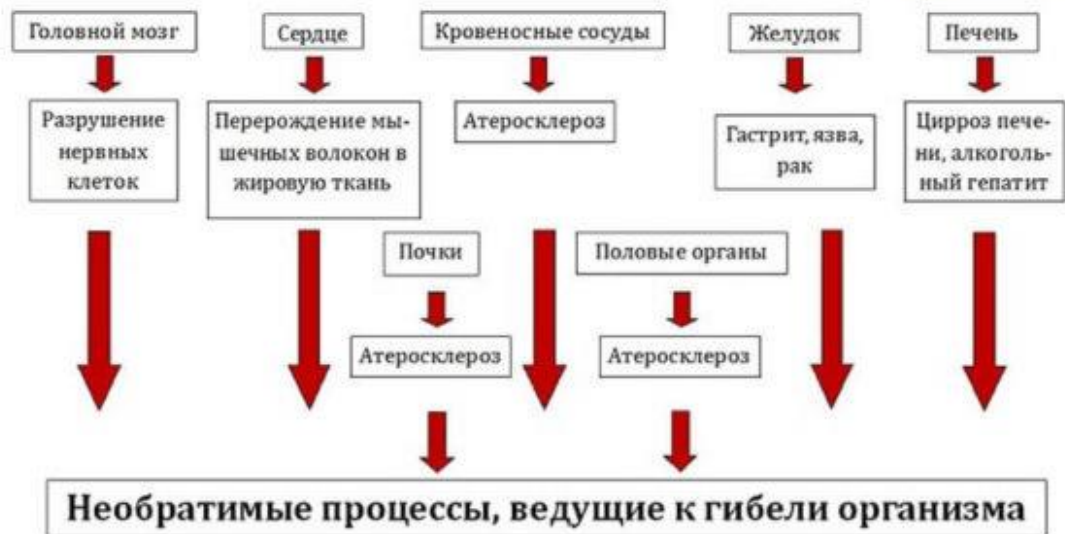 Головной мозг
Сердце
Кровеносные сосуды
Желудок
Печень
Разрушение
нервных
клеток
Перерождение мы-
шечных волокон в
жировую ткань
Атеросклероз
Гастрит, язва,
рак
Цирроз пече-
ни, алкоголь-
ный гепатит
Почки
Половые органы
Атеросклероз
Атеросклероз
Необратимые процессы, ведущие к гибели организма